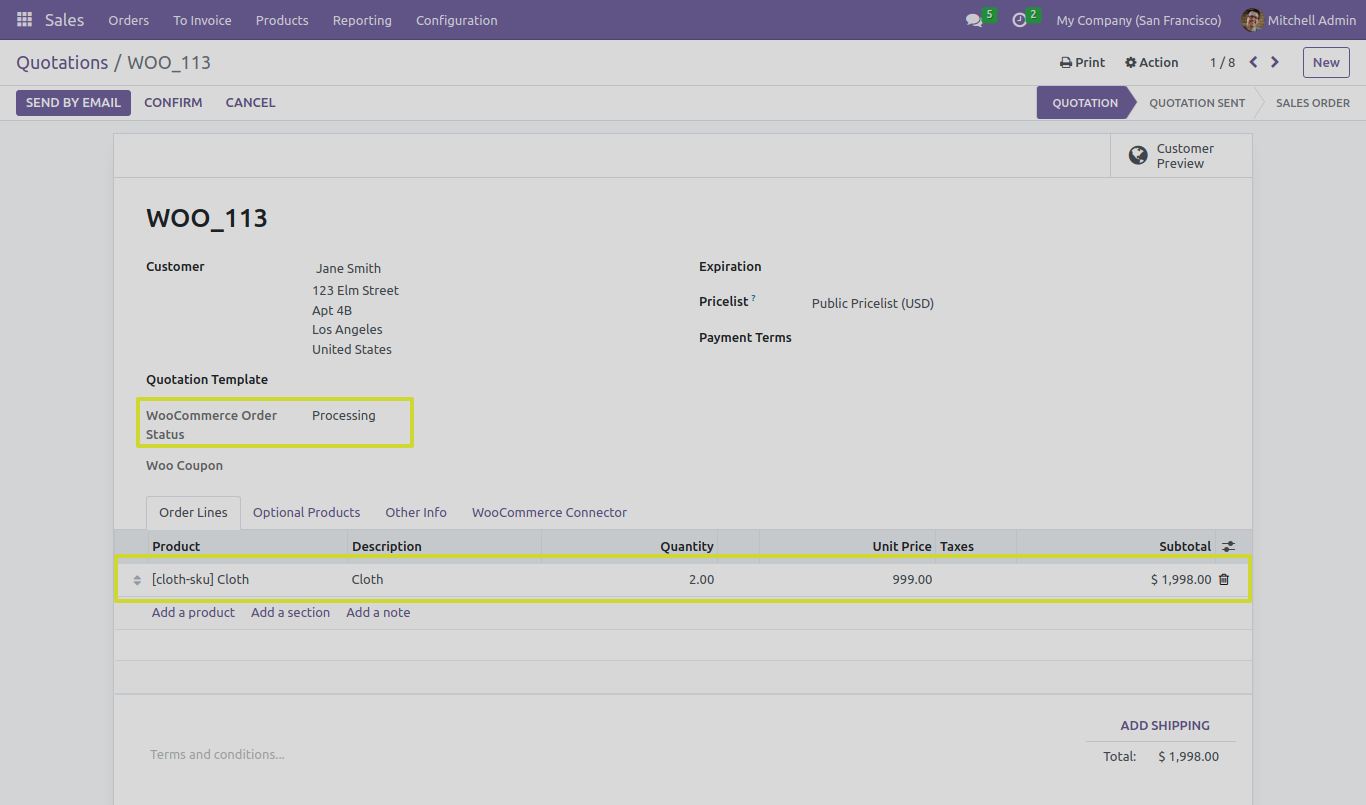 Sales Orders To Invoice Products Reporting Configuration 5 2 My Company (San Francisco) Mitchell Admin
Quotations / WOO_113 Print Action 1 / 8 New
SEND BY EMAIL CONFIRM CANCEL QUOTATION QUOTATION SENT SALES ORDER
Customer
Preview
WOO_113
Customer Jane Smith
123 Elm Street
Apt 4B
Los Angeles
United States
Expiration
Pricelist ? Public Pricelist (USD)
Payment Terms
Quotation Template
WooCommerce Order Processing
Status
Woo Coupon
Order Lines Optional Products Other Info WooCommerce Connector
Product Description Quantity Unit Price Taxes Subtotal
[cloth-sku] Cloth Cloth 2.00 999.00 $ 1,998.00
Add a product Add a section Add a note
ADD SHIPPING
Terms and conditions...
Total: $ 1,998.00